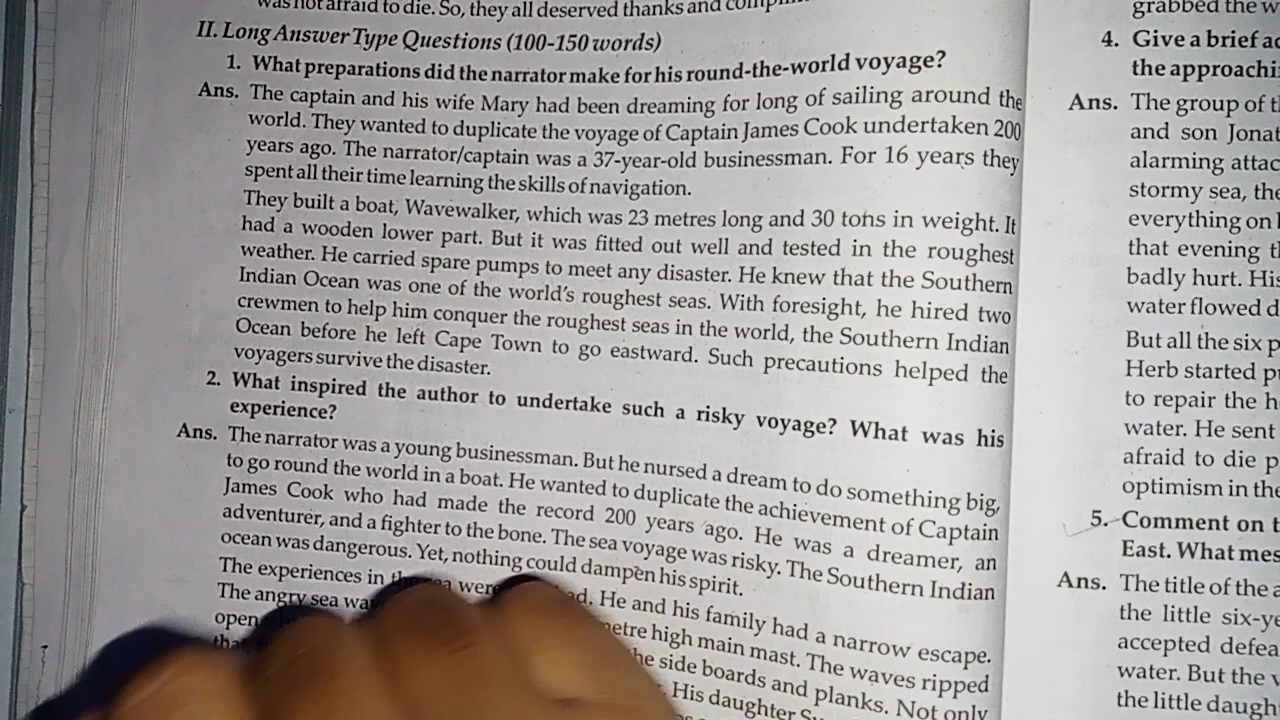 was not afraid to die. So, they all deserved thanks and
II. Long Answer Type Questions (100-150 words)
1. What preparations did the narrator make for his round-the-world voyage?
Ans. The captain and his wife Mary had been dreaming for long of sailing around the
world. They wanted to duplicate the voyage of Captain James Cook undertaken 200
years ago. The narrator/captain was a 37-year-old businessman. For 16 years they
spent all their time learning the skills of navigation.
They built a boat, Wavewalker, which was 23 metres long and 30 tons in weight. It
had a wooden lower part. But it was fitted out well and tested in the roughest
weather. He carried spare pumps to meet any disaster. He knew that the Southern
Indian Ocean was one of the world's roughest seas. With foresight, he hired two
crewmen to help him conquer the roughest seas in the world, the Southern Indian
Ocean before he left Cape Town to go eastward. Such precautions helped the
voyagers survive the disaster.
2. What inspired the author to undertake such a risky voyage? What was his
experience?
Ans. The narrator was a young businessman. But he nursed a dream to do something big,
to go round the world in a boat. He wanted to duplicate the achievement of Captain
James Cook who had made the record 200 years ago. He was a dreamer, an
adventurer, and a fighter to the bone. The sea voyage was risky. The Southern Indian
ocean was dangerous. Yet, nothing could dampen his spirit.
The experiences in the sea were He and his family had a narrow escape.
The angry sea high main mast. The waves ripped
open the side boards and planks. Not only
that His daughter
grabbed the
4. Give a brief
the
Ans. The group of
and son
alarming
stormy sea, the
everything on
that evening
badly hurt. His
water flowed
But all the six
Herb started
to repair the
water. He sent
afraid to die
optimism in the
5. Comment on
East. What
Ans. The title of the
the little
accepted
water. But the
the little